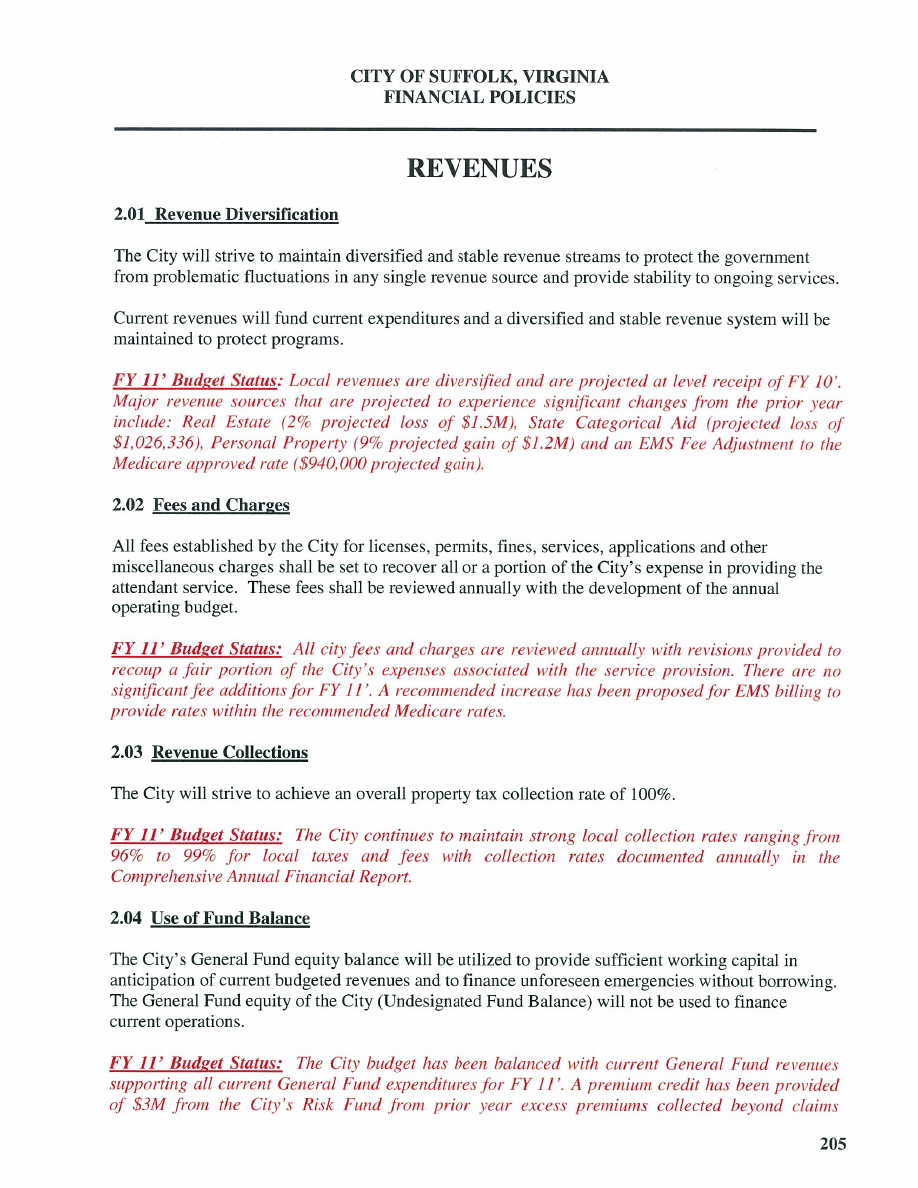 CITY OF SUFFOLK, VIRGINIA
FINANCIAL POLICIES
REVENUES
2.01 Revenue Diversification
The City will strive to maintain diversified and stable revenue streams to protect the government
from problematic fluctuations in any single revenue source and provide stability to ongoing services.
Current revenues will fund current expenditures and a diversified and stable revenue system will be
maintained to protect programs.
FY 11' Budget Status: Local revenues are diversified and are projected at level receipt of FY 10'.
Major revenue sources that are projected to experience significant changes from the prior year
include: Real Estate (2% projected loss of $1.5M), State Categorical Aid (projected loss of
$1,026,336), Personal Property (9% projected gain of $1.2M) and an EMS Fee Adjustment to the
Medicare approved rate ($940,000 projected gain).
2.02 Fees and Charges
All fees established by the City for licenses, permits, fines, services, applications and other
miscellaneous charges shall be set to recover all or a portion of the City's expense in providing the
attendant service. These fees shall be reviewed annually with the development of the annual
operating budget.
FY 11' Budget Status: All city fees and charges are reviewed annually with revisions provided to
recoup a fair portion of the City's expenses associated with the service provision. There are no
significant fee additions for FY 11'. A recommended increase has been proposed for EMS billing to
provide rates within the recommended Medicare rates.
2.03 Revenue Collections
The City will strive to achieve an overall property tax collection rate of 100%.
FY 11' Budget Status: The City continues to maintain strong local collection rates ranging from
96% to 99% for local taxes and fees with collection rates documented annually in the
Comprehensive Annual Financial Report.
2.04 Use of Fund Balance
The City's General Fund equity balance will be utilized to provide sufficient working capital in
anticipation of current budgeted revenues and to finance unforeseen emergencies without borrowing.
The General Fund equity of the City (Undesignated Fund Balance) will not be used to finance
current operations.
FY 11' Budget Status: The City budget has been balanced with current General Fund revenues
supporting all current General Fund expenditures for FY 11'. A premium credit has been provided
of $3M from the City's Risk Fund from prior year excess premiums collected beyond claims
205